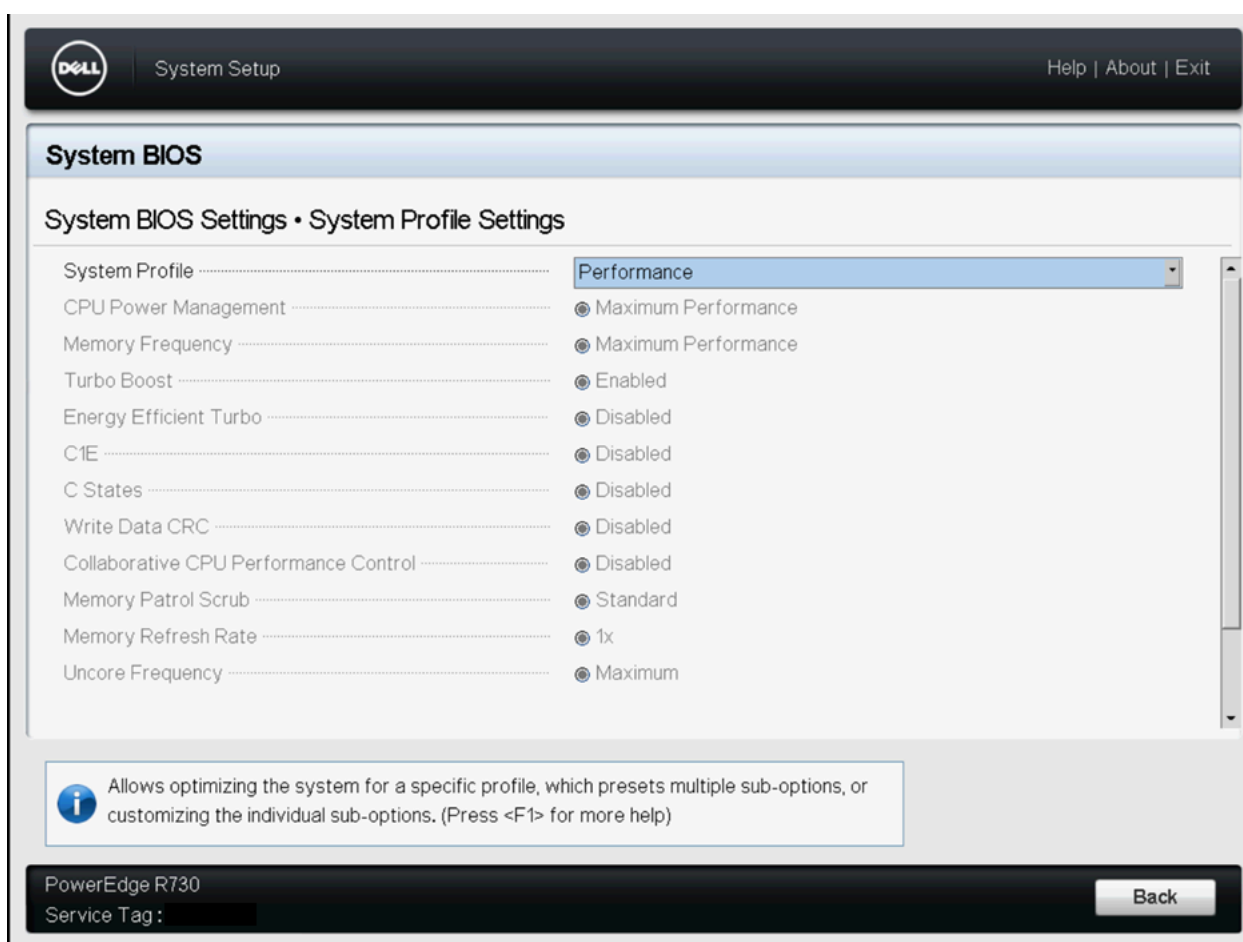 DELL
System Setup
Help | About | Exit
System BIOS
System BIOS Settings • System Profile Settings
System Profile Performance
CPU Power Management Maximum Performance
Memory Frequency Maximum Performance
Turbo Boost Enabled
Energy Efficient Turbo Disabled
C1E Disabled
C States Disabled
Write Data CRC Disabled
Collaborative CPU Performance Control Disabled
Memory Patrol Scrub Standard
Memory Refresh Rate 1x
Uncore Frequency Maximum
Allows optimizing the system for a specific profile, which presets multiple sub-options, or
customizing the individual sub-options. (Press <F1> for more help)
PowerEdge R730
Service Tag :
Back